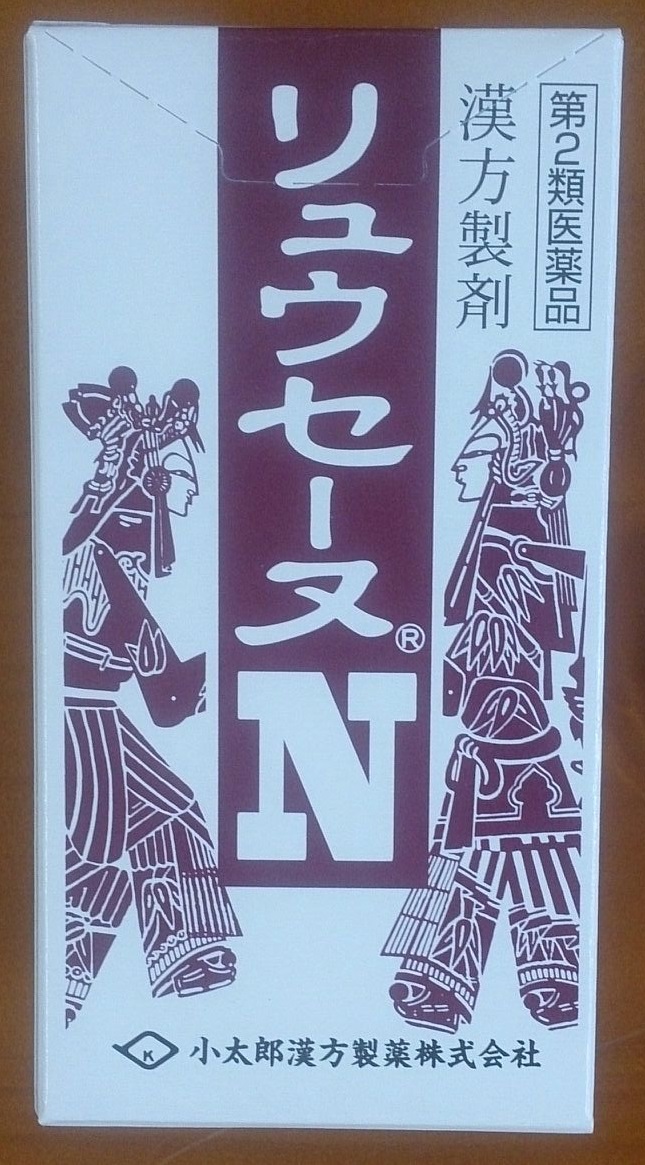 第2類医薬品
漢方製剤
リュウセーヌ®
N
K
小太郎漢方製薬株式会社